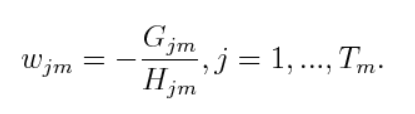 $w_{jm} = -\frac{G_{jm}}{H_{jm}}, j = 1, ..., T_m.$